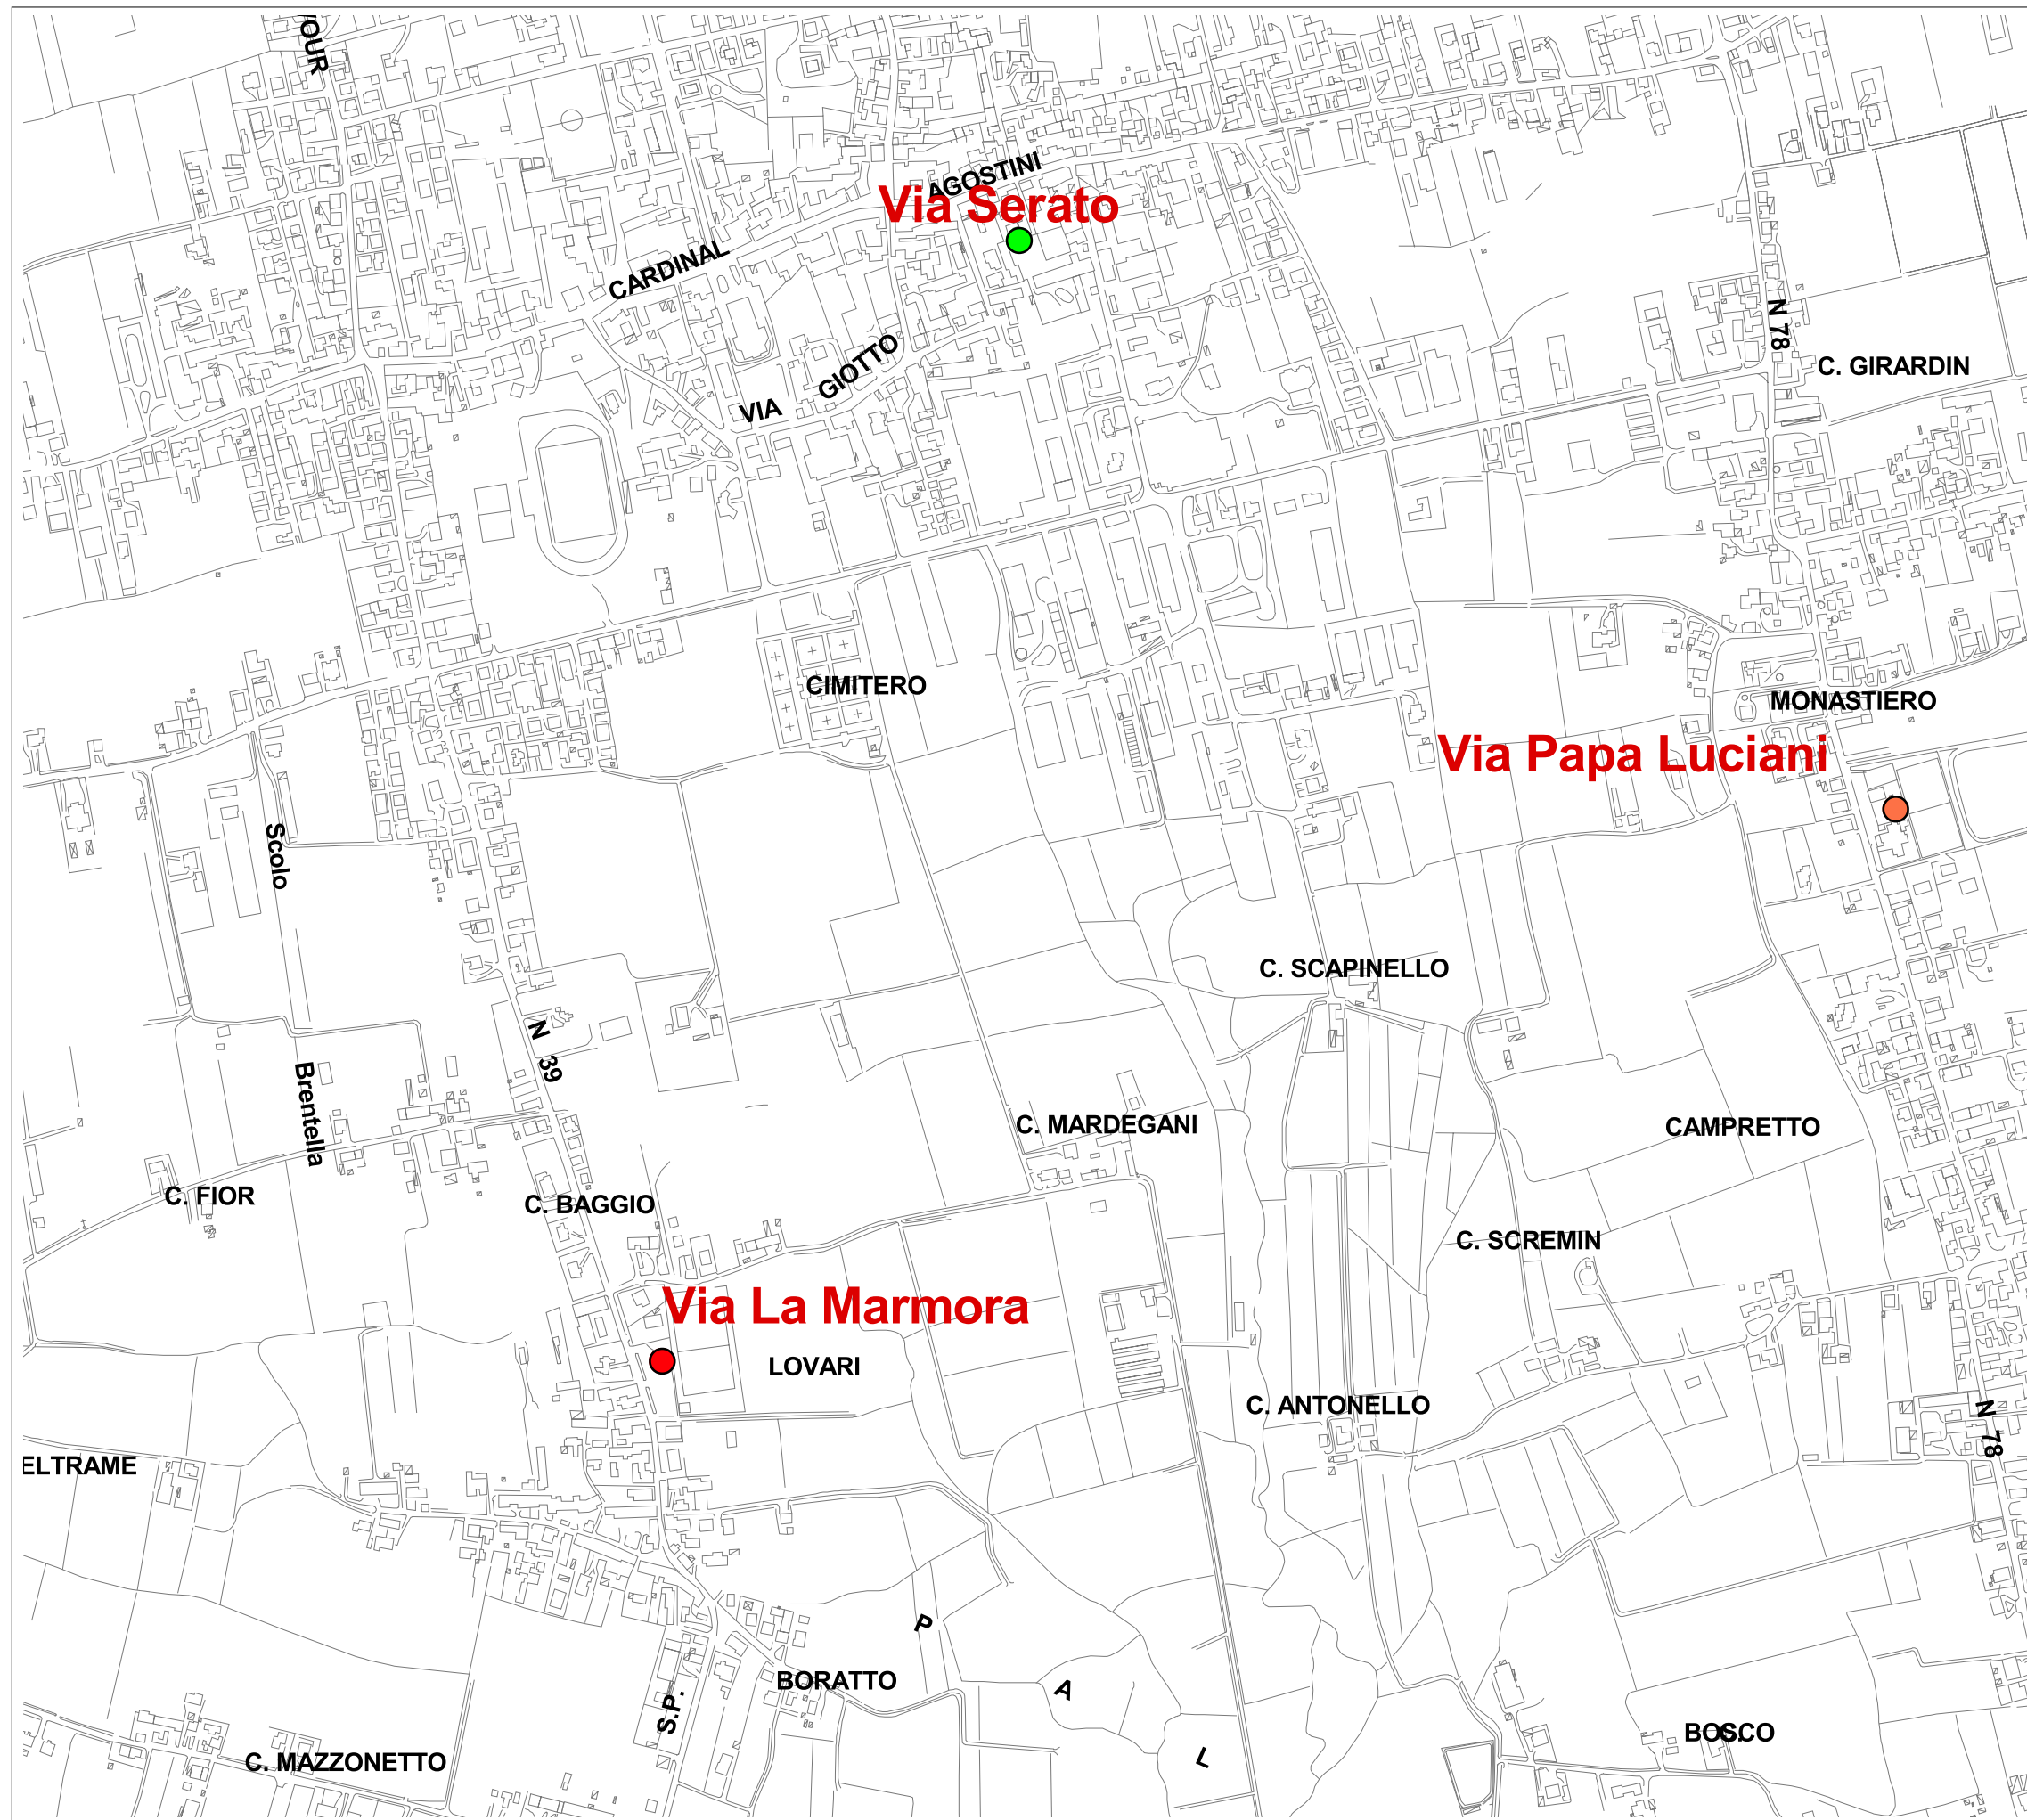 OUR
AGOSTINI
Via Serato
CARDINAL
N 78
GIOTTO
C. GIRARDIN
VIA
CIMITERO
MONASTIERO
Via Papa Luciani
Scolo
C. SCAPINELLO
N 39
Brentella
C. MARDEGANI
CAMPRETTO
C. FIOR
C. BAGGIO
C. SCREMIN
Via La Marmora
LOVARI
C. ANTONELLO
N 78
ELTRAME
P
BORATTO
A
S.P.
BOSCO
L
C. MAZZONETTO